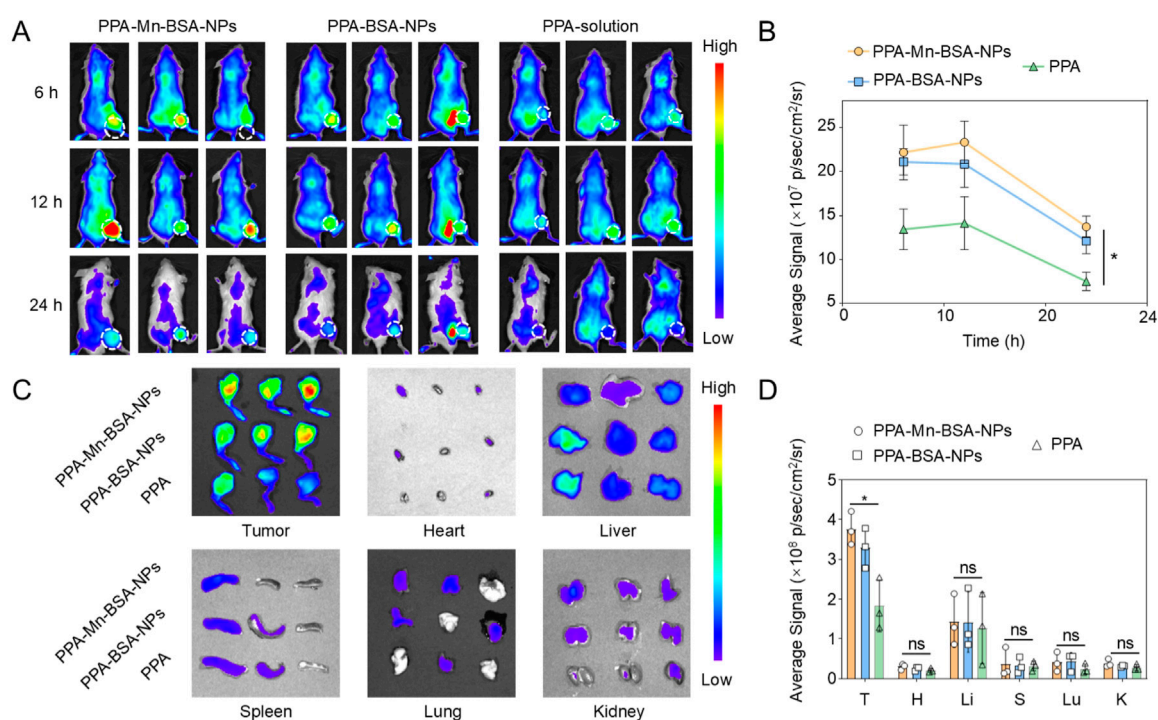 A
PPA-Mn-BSA-NPs
PPA-BSA-NPs
PPA-solution
6 h
12 h
24 h
High
Low
B
PPA-Mn-BSA-NPs
PPA-BSA-NPs
PPA
Average Signal (×10⁷ p/sec/cm²/sr)
25
20
15
10
5
0
10
12
20
24
Time (h)
*
C
PPA-Mn-BSA-NPs
PPA-BSA-NPs
PPA
Tumor
Heart
Liver
PPA-Mn-BSA-NPs
PPA-BSA-NPs
PPA
Spleen
Lung
Kidney
High
Low
D
PPA-Mn-BSA-NPs
PPA-BSA-NPs
PPA
Average Signal (×10⁸ p/sec/cm²/sr)
5
4
3
2
1
0
*
ns
ns
ns
ns
ns
T
H
Li
S
Lu
K